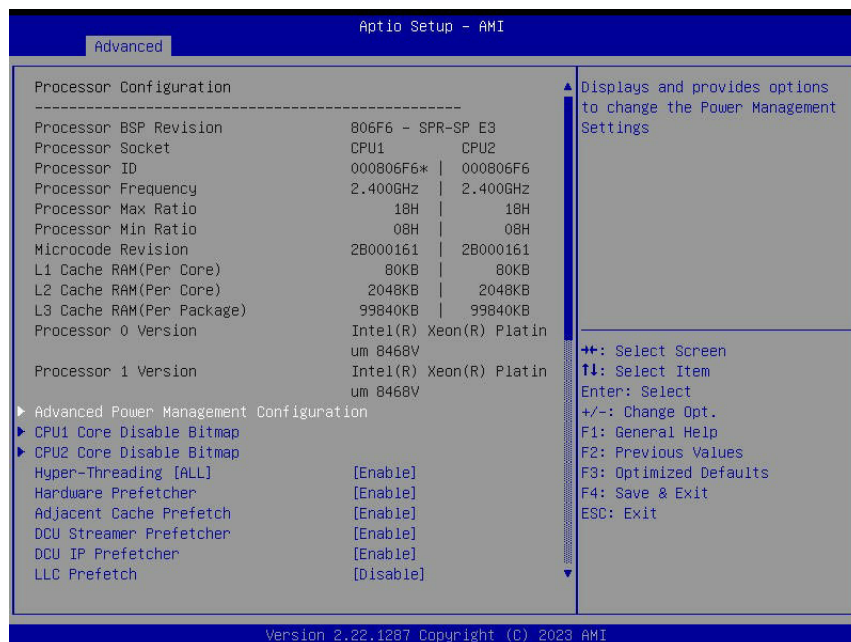 Aptio Setup – AMI
Advanced
Processor Configuration
--------------------------------------------------
Processor BSP Revision 806F6 - SPR-SP E3
Processor Socket CPU1 CPU2
Processor ID 000806F6* | 000806F6
Processor Frequency 2.400GHz | 2.400GHz
Processor Max Ratio 18H | 18H
Processor Min Ratio 08H | 08H
Microcode Revision 2B000161 | 2B000161
L1 Cache RAM(Per Core) 80KB | 80KB
L2 Cache RAM(Per Core) 2048KB | 2048KB
L3 Cache RAM(Per Package) 99840KB | 99840KB
Processor 0 Version Intel(R) Xeon(R) Platin
um 8468V
Processor 1 Version Intel(R) Xeon(R) Platin
um 8468V
Advanced Power Management Configuration
CPU1 Core Disable Bitmap
CPU2 Core Disable Bitmap
Hyper-Threading [ALL] [Enable]
Hardware Prefetcher [Enable]
Adjacent Cache Prefetch [Enable]
DCU Streamer Prefetcher [Enable]
DCU IP Prefetcher [Enable]
LLC Prefetch [Disable]
Displays and provides options
to change the Power Management
Settings
→←: Select Screen
↑↓: Select Item
Enter: Select
+/-: Change Opt.
F1: General Help
F2: Previous Values
F3: Optimized Defaults
F4: Save & Exit
ESC: Exit
Version 2.22.1287 Copyright (C) 2023 AMI